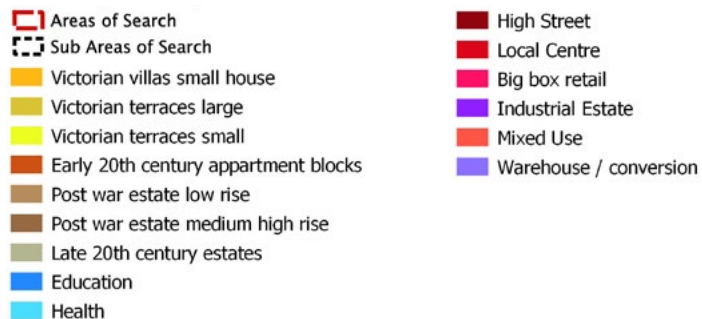 Areas of Search
Sub Areas of Search
Victorian villas small house
Victorian terraces large
Victorian terraces small
Early 20th century appartment blocks
Post war estate low rise
Post war estate medium high rise
Late 20th century estates
Education
Health
High Street
Local Centre
Big box retail
Industrial Estate
Mixed Use
Warehouse / conversion